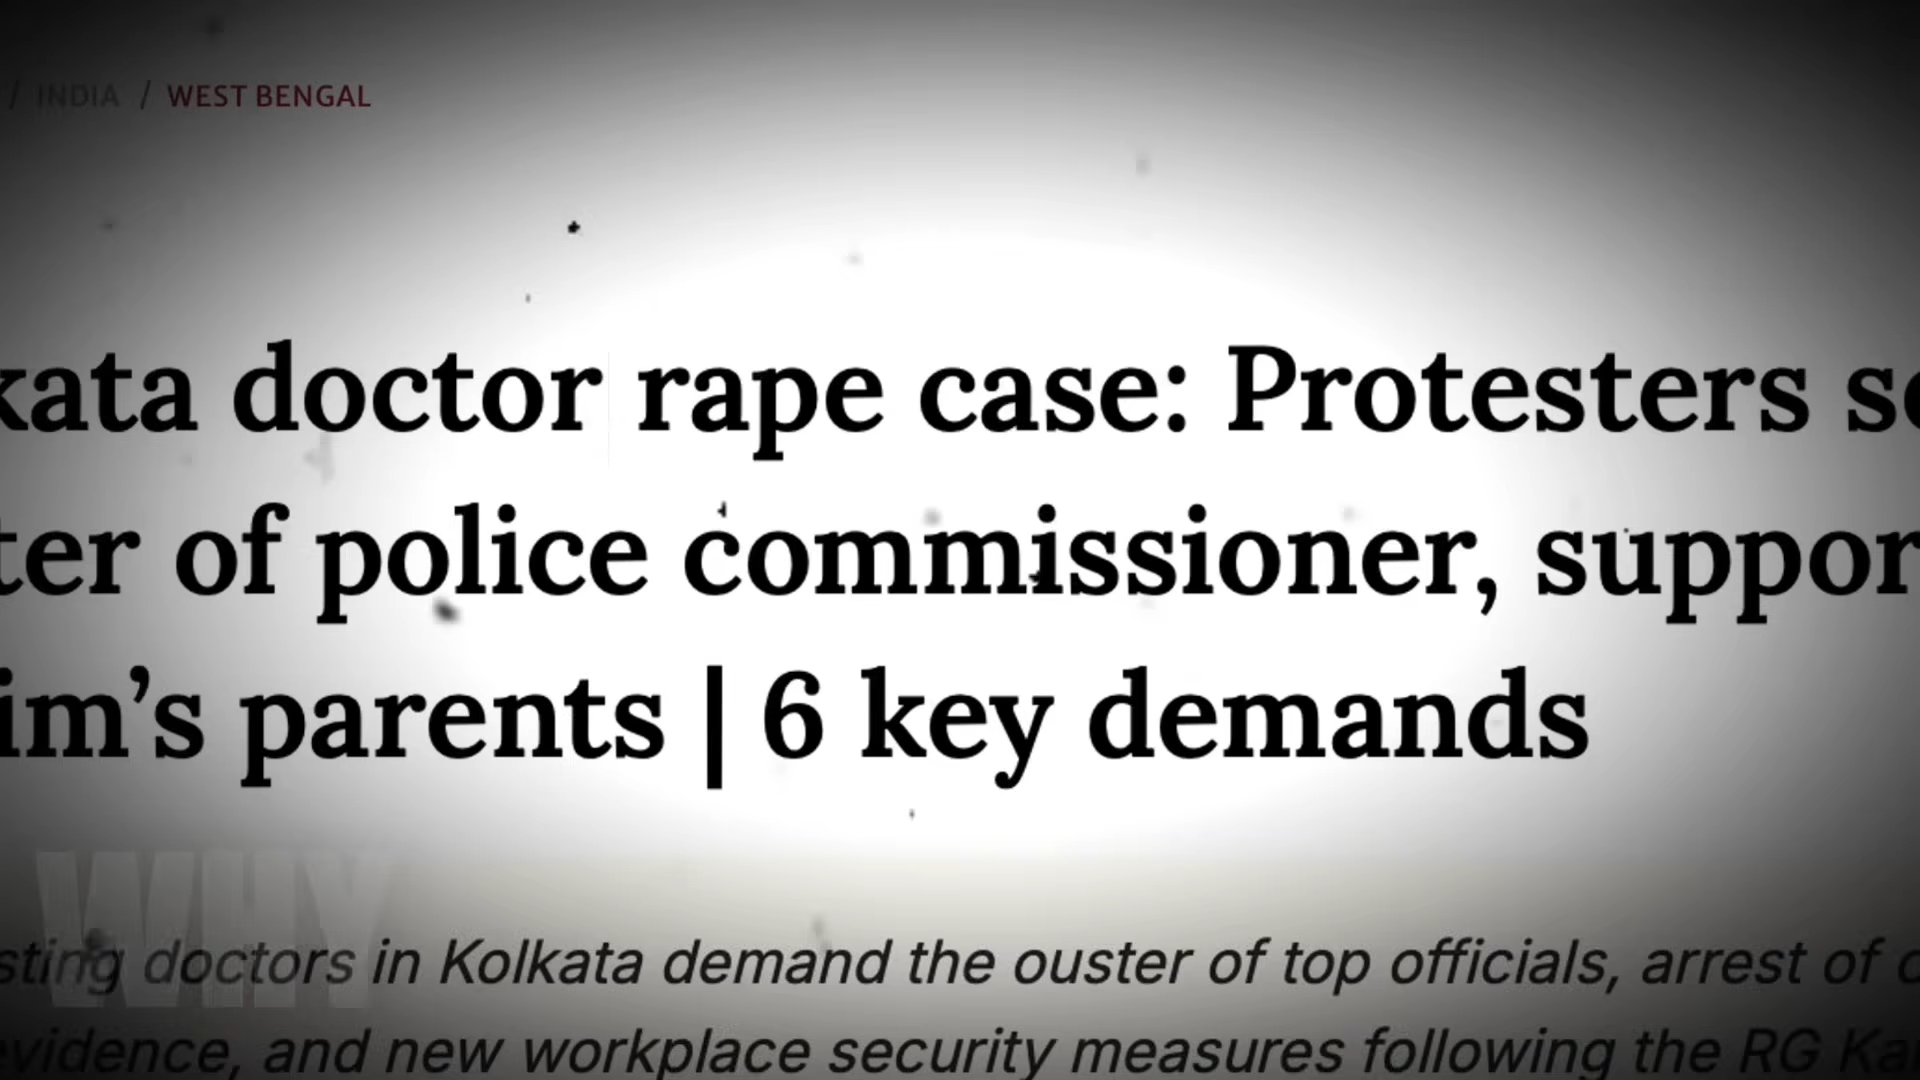 / INDIA / WEST BENGAL
kata doctor rape case: Protesters se
ter of police commissioner, suppor
im’s parents | 6 key demands
WHY
sting doctors in Kolkata demand the ouster of top officials, arrest of c
evidence, and new workplace security measures following the RG Ka